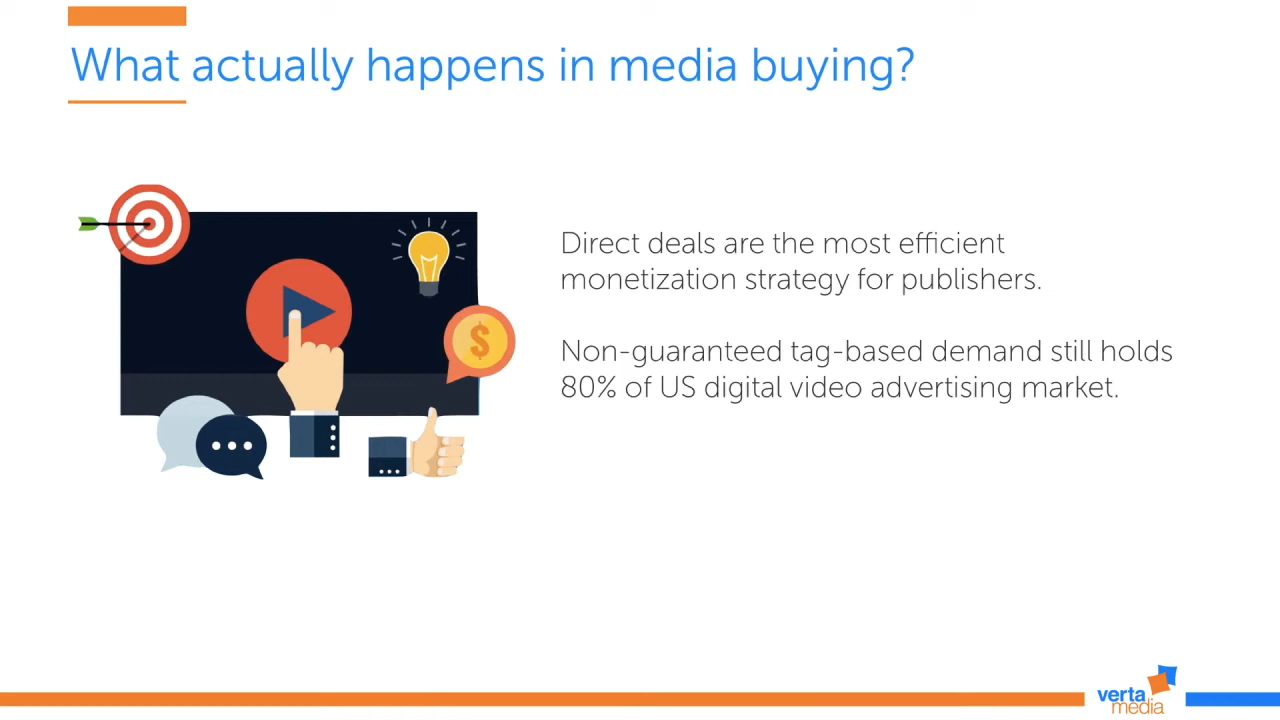 What actually happens in media buying?
Direct deals are the most efficient
monetization strategy for publishers.
Non-guaranteed tag-based demand still holds
80% of US digital video advertising market.
$
verta
media